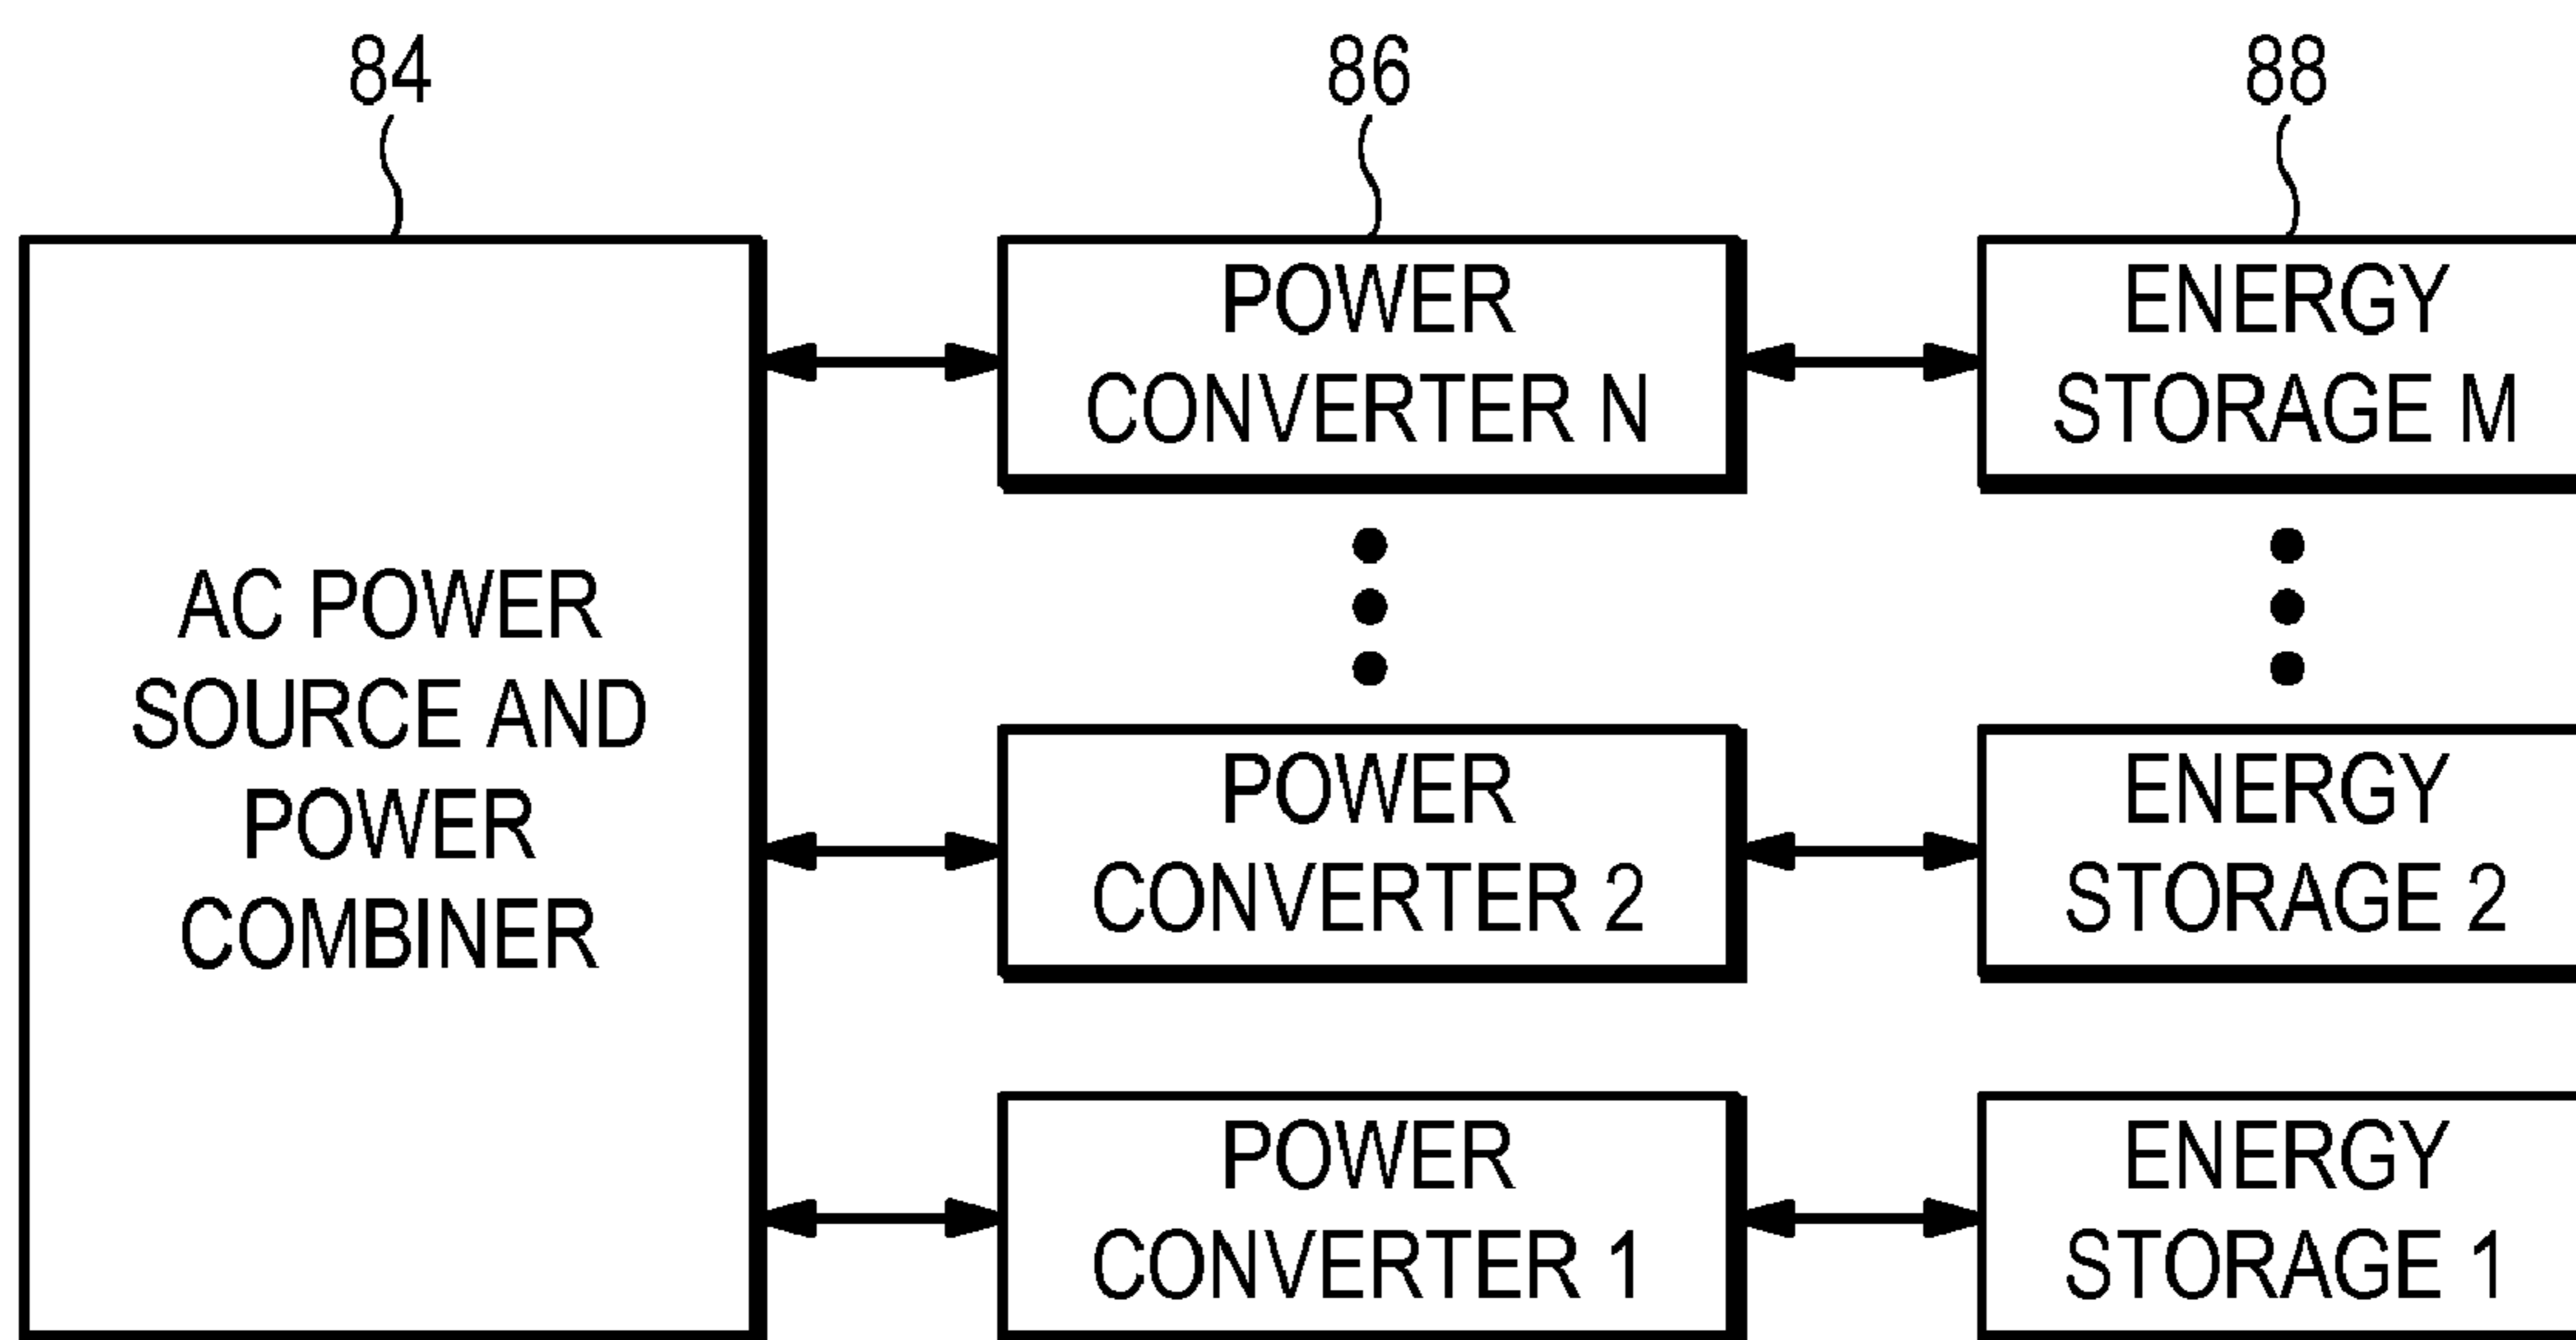 84
86
88
AC POWER
SOURCE AND
POWER
COMBINER
POWER
CONVERTER N
ENERGY
STORAGE M
POWER
CONVERTER 2
ENERGY
STORAGE 2
POWER
CONVERTER 1
ENERGY
STORAGE 1